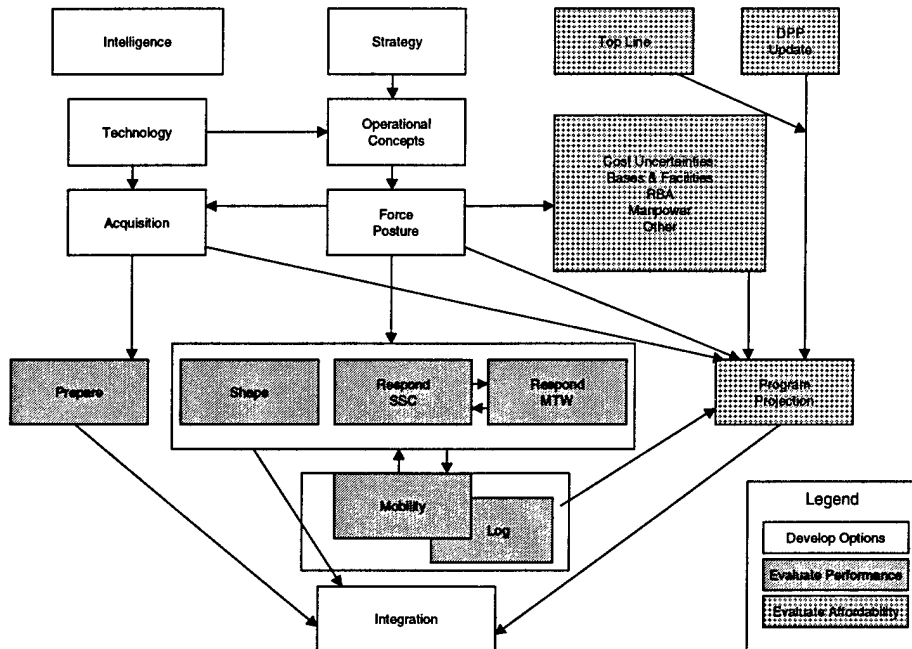 Intelligence
Strategy
Top Line
DPP
Update
Technology
Operational
Concepts
Cost Uncertainties
Bases & Facilities
RBA
Manpower
Other
Acquisition
Force
Posture
Prepare
Shape
Respond
SSC
Respond
MTW
Program
Projection
Mobility
Log
Integration
Legend
Develop Options
Evaluate Performance
Evaluate Affordability